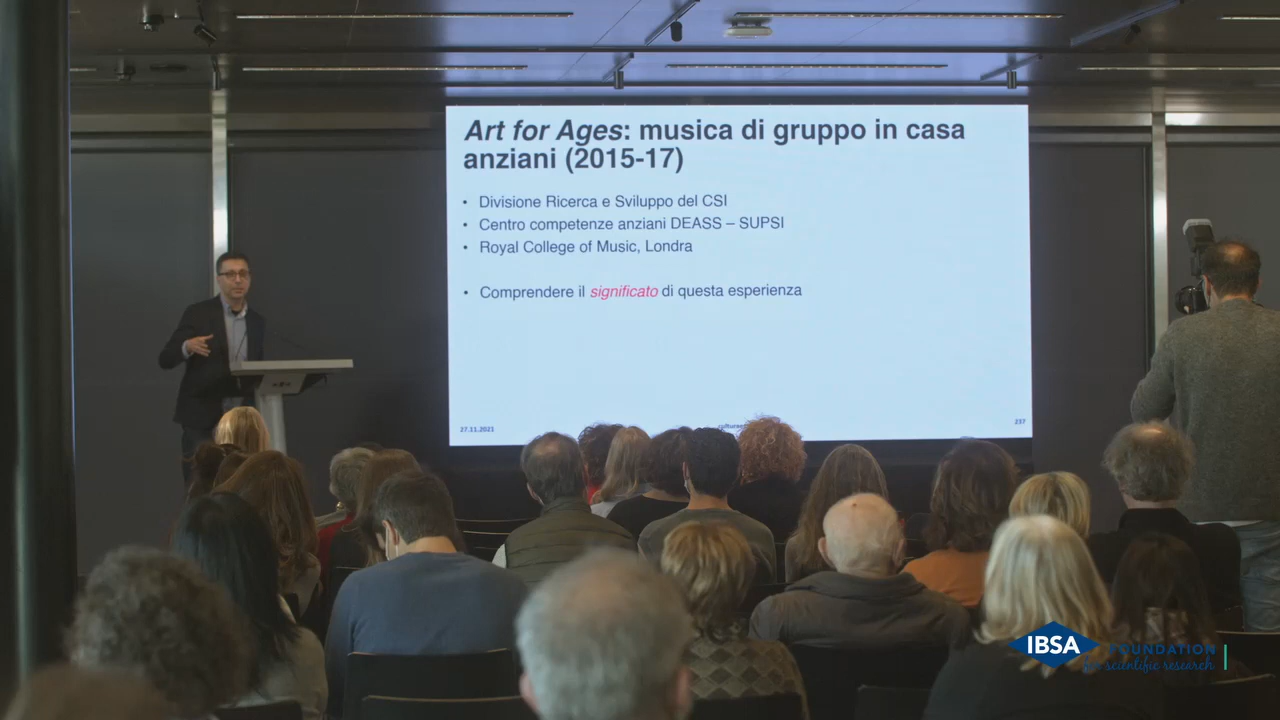 Art for Ages: musica di gruppo in casa
anziani (2015-17)
• Divisione Ricerca e Sviluppo del CSI
• Centro competenze anziani DEASS – SUPSI
• Royal College of Music, Londra
• Comprendere il significato di questa esperienza
27.11.2021
237
IBSA FOUNDATION
for scientific research